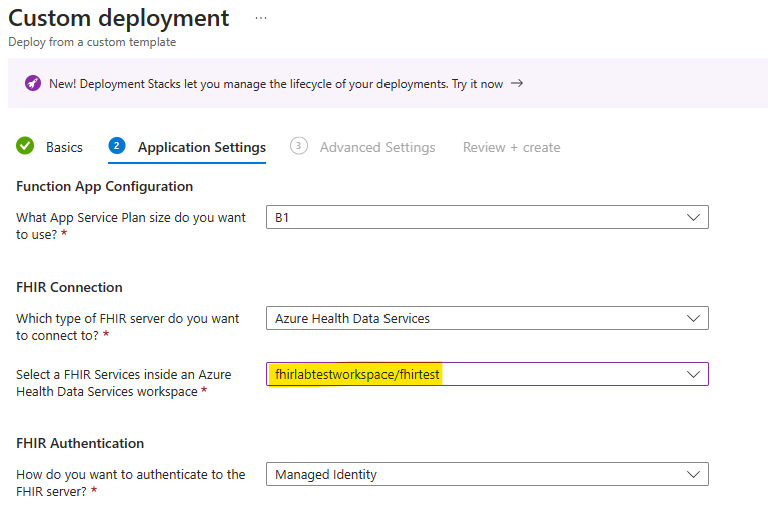 Custom deployment ...
Deploy from a custom template
New! Deployment Stacks let you manage the lifecycle of your deployments. Try it now →
Basics 2 Application Settings 3 Advanced Settings Review + create
Function App Configuration
What App Service Plan size do you want
to use? *
B1
FHIR Connection
Which type of FHIR server do you want
to connect to? *
Azure Health Data Services
Select a FHIR Services inside an Azure
Health Data Services workspace *
fhirlabtestworkspace/fhirtest
FHIR Authentication
How do you want to authenticate to the
FHIR server? *
Managed Identity